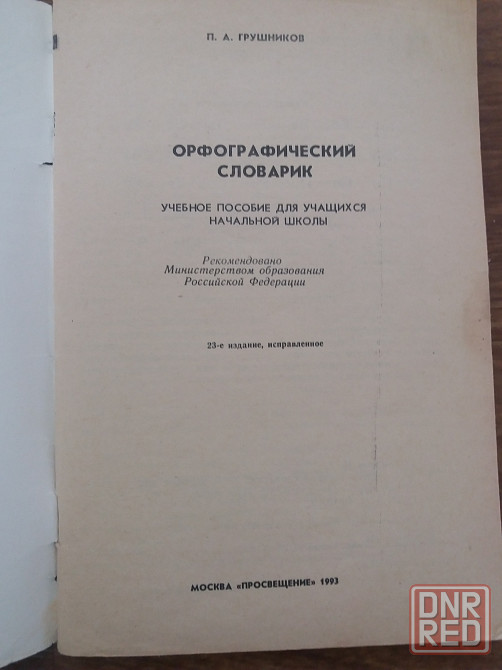 П. А. ГРУШНИКОВ
ОРФОГРАФИЧЕСКИЙ
СЛОВАРИК
УЧЕБНОЕ ПОСОБИЕ ДЛЯ УЧАЩИХСЯ
НАЧАЛЬНОЙ ШКОЛЫ
Рекомендовано
Министерством образования
Российской Федерации
23-е издание, исправленное
МОСКВА «ПРОСВЕЩЕНИЕ» 1993
DNR
RED